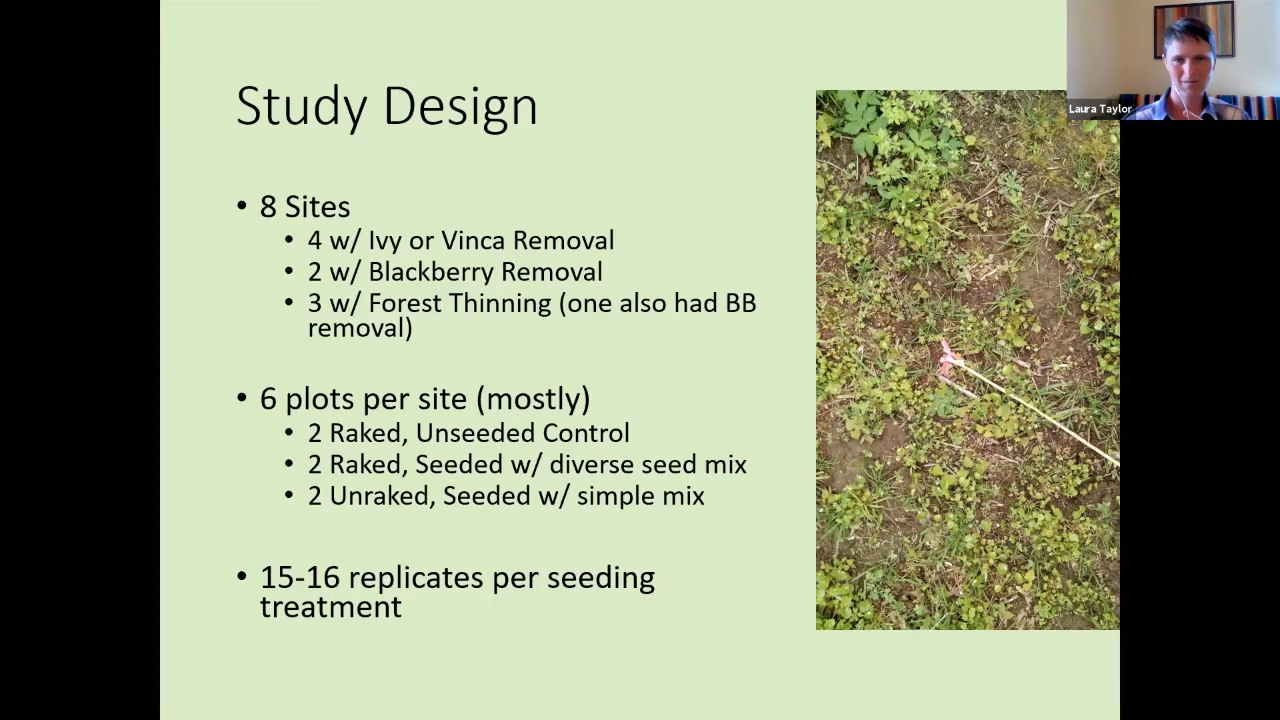 Study Design
• 8 Sites
• 4 w/ Ivy or Vinca Removal
• 2 w/ Blackberry Removal
• 3 w/ Forest Thinning (one also had BB
removal)
• 6 plots per site (mostly)
• 2 Raked, Unseeded Control
• 2 Raked, Seeded w/ diverse seed mix
• 2 Unraked, Seeded w/ simple mix
• 15-16 replicates per seeding
treatment
Laura Taylor